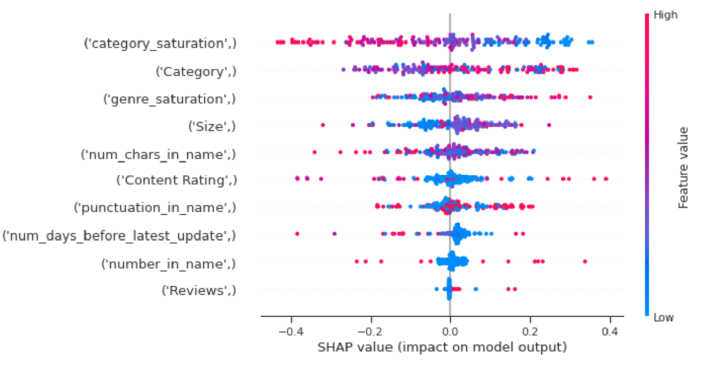 High
('category_saturation',)
('Category',)
('genre_saturation',)
('Size',)
('num_chars_in_name',)
('Content Rating',)
('punctuation_in_name',)
('num_days_before_latest_update',)
('number_in_name',)
('Reviews',)
Feature value
Low
−0.4 −0.2 0.0 0.2 0.4
SHAP value (impact on model output)